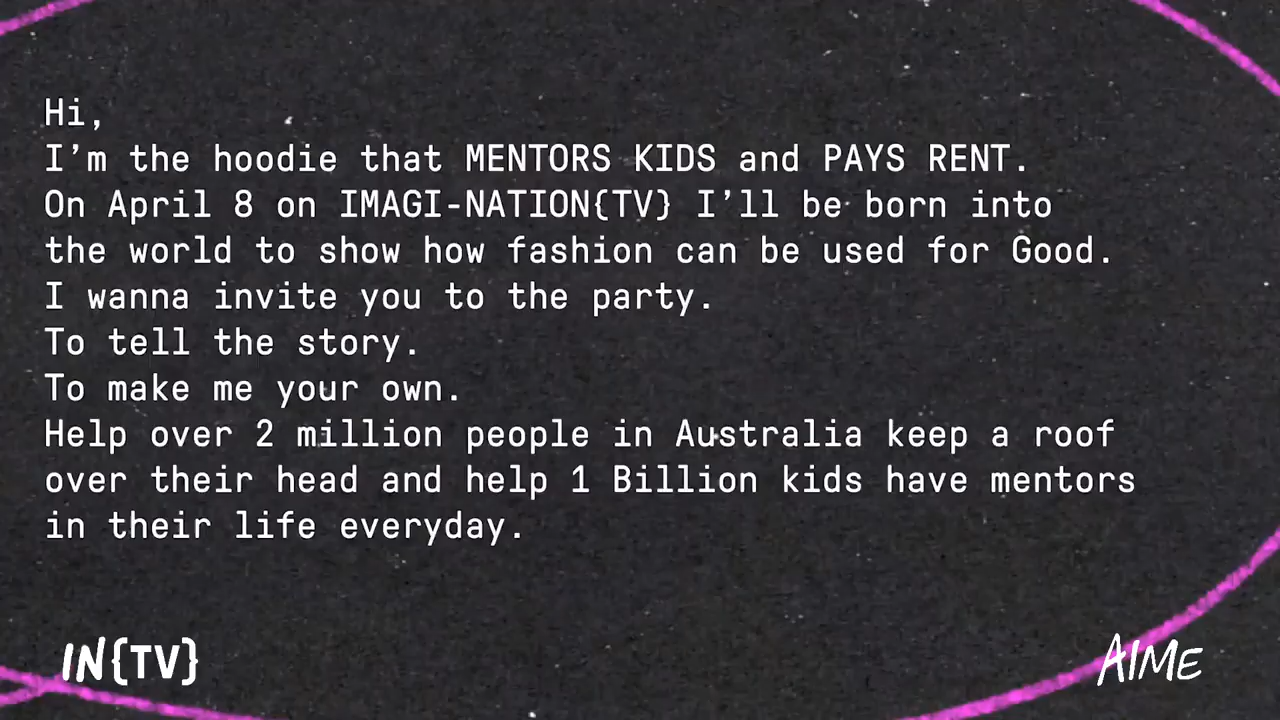 Hi,
I’m the hoodie that MENTORS KIDS and PAYS RENT.
On April 8 on IMAGI-NATION{TV} I’ll be born into
the world to show how fashion can be used for Good.
I wanna invite you to the party.
To tell the story.
To make me your own.
Help over 2 million people in Australia keep a roof
over their head and help 1 Billion kids have mentors
in their life everyday.
IN{TV}
AIME